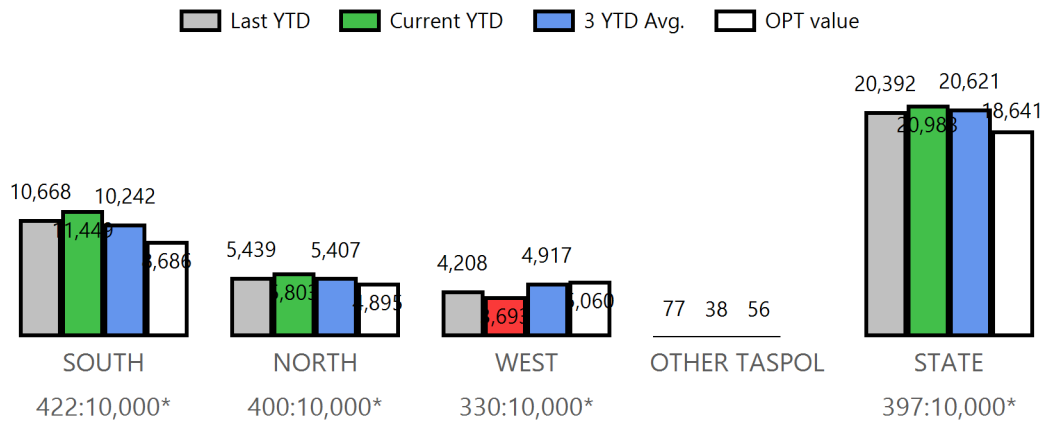 Last YTD Current YTD 3 YTD Avg. OPT value
10,668 11,449 10,242 8,686
5,439 5,803 5,407 4,895
4,208 3,693 4,917 5,060
77 38 56
20,392 20,983 20,621 18,641
SOUTH NORTH WEST OTHER TASPOL STATE
422:10,000* 400:10,000* 330:10,000* 397:10,000*